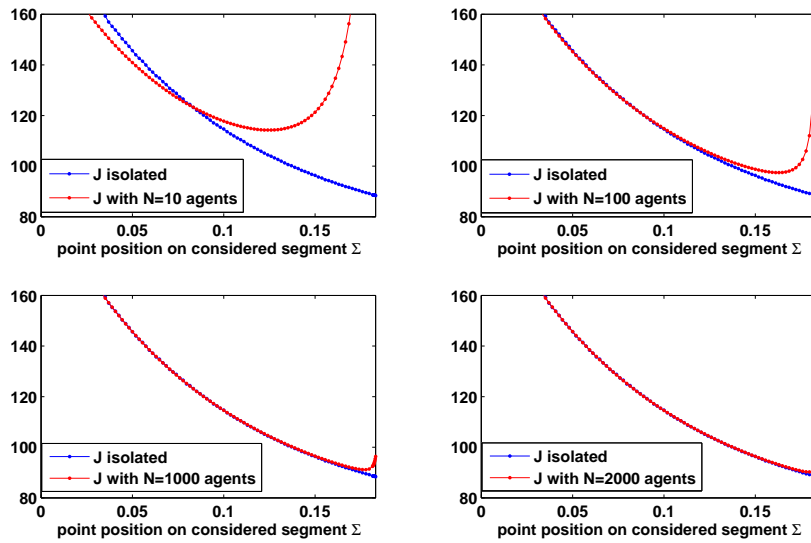 160
140
120
100
80
0 0.05 0.1 0.15
J isolated
J with N=10 agents
point position on considered segment Σ
160
140
120
100
80
0 0.05 0.1 0.15
J isolated
J with N=100 agents
point position on considered segment Σ
160
140
120
100
80
0 0.05 0.1 0.15
J isolated
J with N=1000 agents
point position on considered segment Σ
160
140
120
100
80
0 0.05 0.1 0.15
J isolated
J with N=2000 agents
point position on considered segment Σ